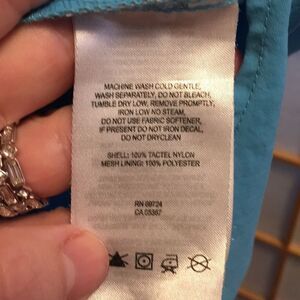 MACHINE WASH COLD GENTLE,
WASH SEPARATELY, DO NOT BLEACH,
TUMBLE DRY LOW, REMOVE PROMPTLY,
IRON LOW NO STEAM,
DO NOT USE FABRIC SOFTENER,
IF PRESENT DO NOT IRON DECAL,
DO NOT DRYCLEAN
SHELL: 100% TACTEL NYLON
MESH LINING: 100% POLYESTER
RN 69724
CA 05367